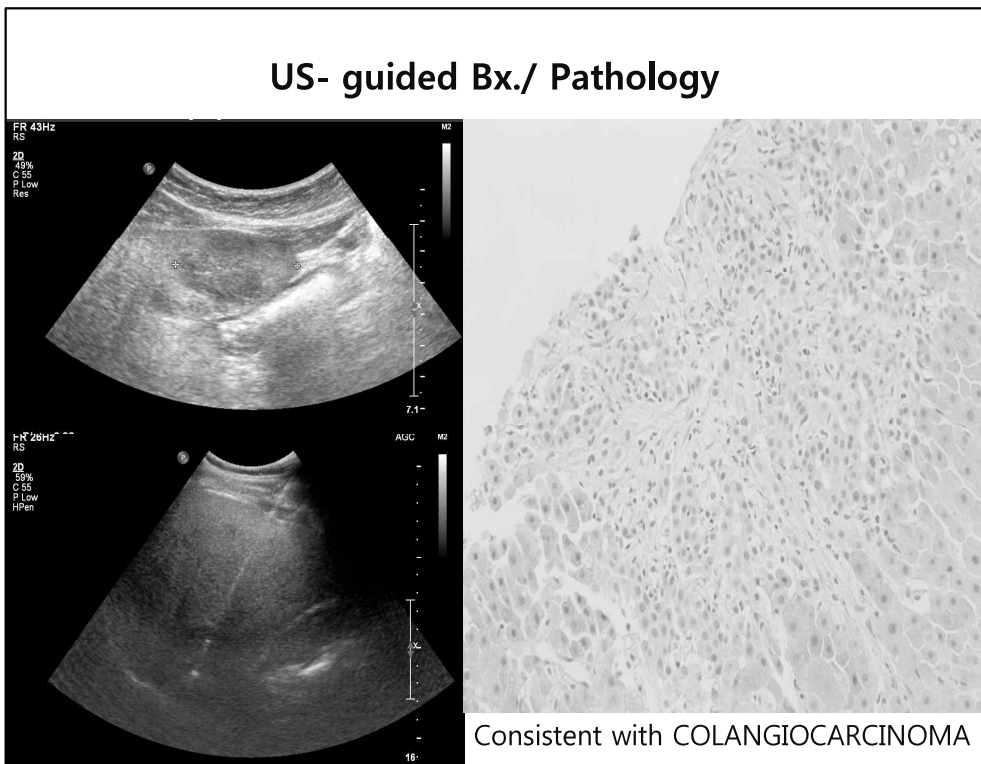 US- guided Bx./ Pathology
FR 43Hz
RS
M2
2D
49%
C 55
P Low
Res
P
X
7.1
FR 26Hz
RS
AGC
M2
2D
59%
C 55
P Low
HPen
P
X
16
Consistent with COLANGIOCARCINOMA